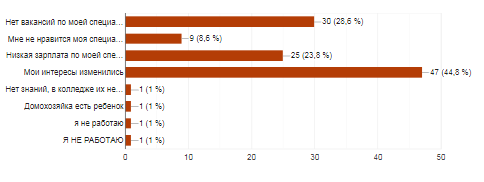 Нет вакансий по моей специа... 30 (28,6 %)
Мне не нравится моя специа... 9 (8,6 %)
Низкая зарплата по моей спе... 25 (23,8 %)
Мои интересы изменились 47 (44,8 %)
Нет знаний, в колледже их не... 1 (1 %)
Домохозяйка есть ребенок 1 (1 %)
я не работаю 1 (1 %)
Я НЕ РАБОТАЮ 1 (1 %)
0 10 20 30 40 50